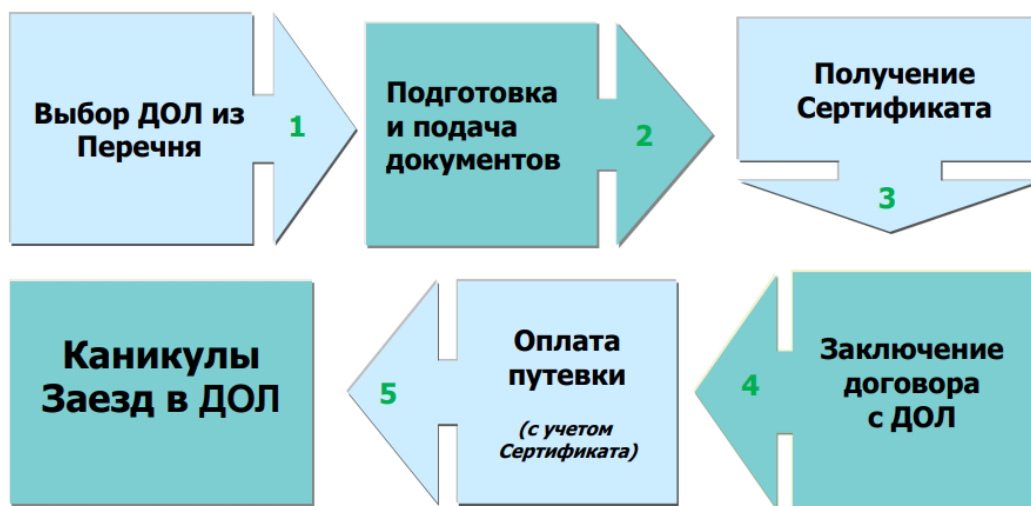 Выбор ДОЛ из
Перечня
1
Подготовка
и подача
документов
2
Получение
Сертификата
3
Заключение
договора
с ДОЛ
4
Оплата
путевки
(с учетом
Сертификата)
5
Каникулы
Заезд в ДОЛ